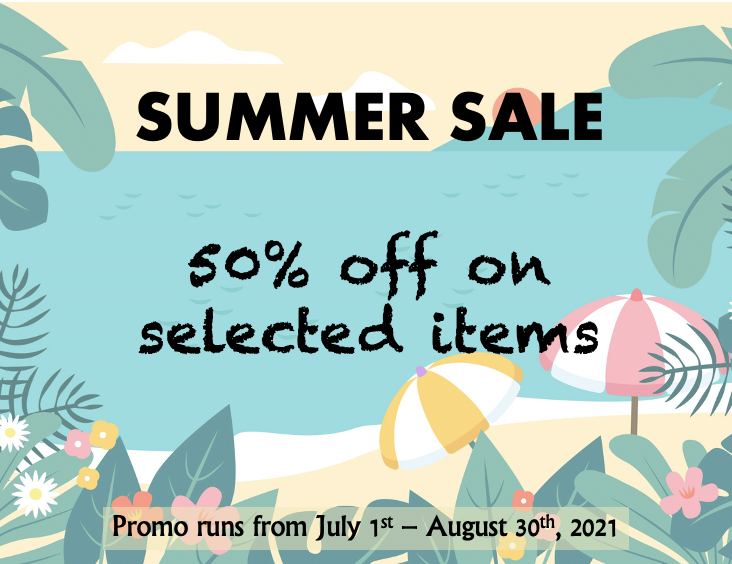 SUMMER SALE
50% off on
selected items
Promo runs from July 1st – August 30th, 2021